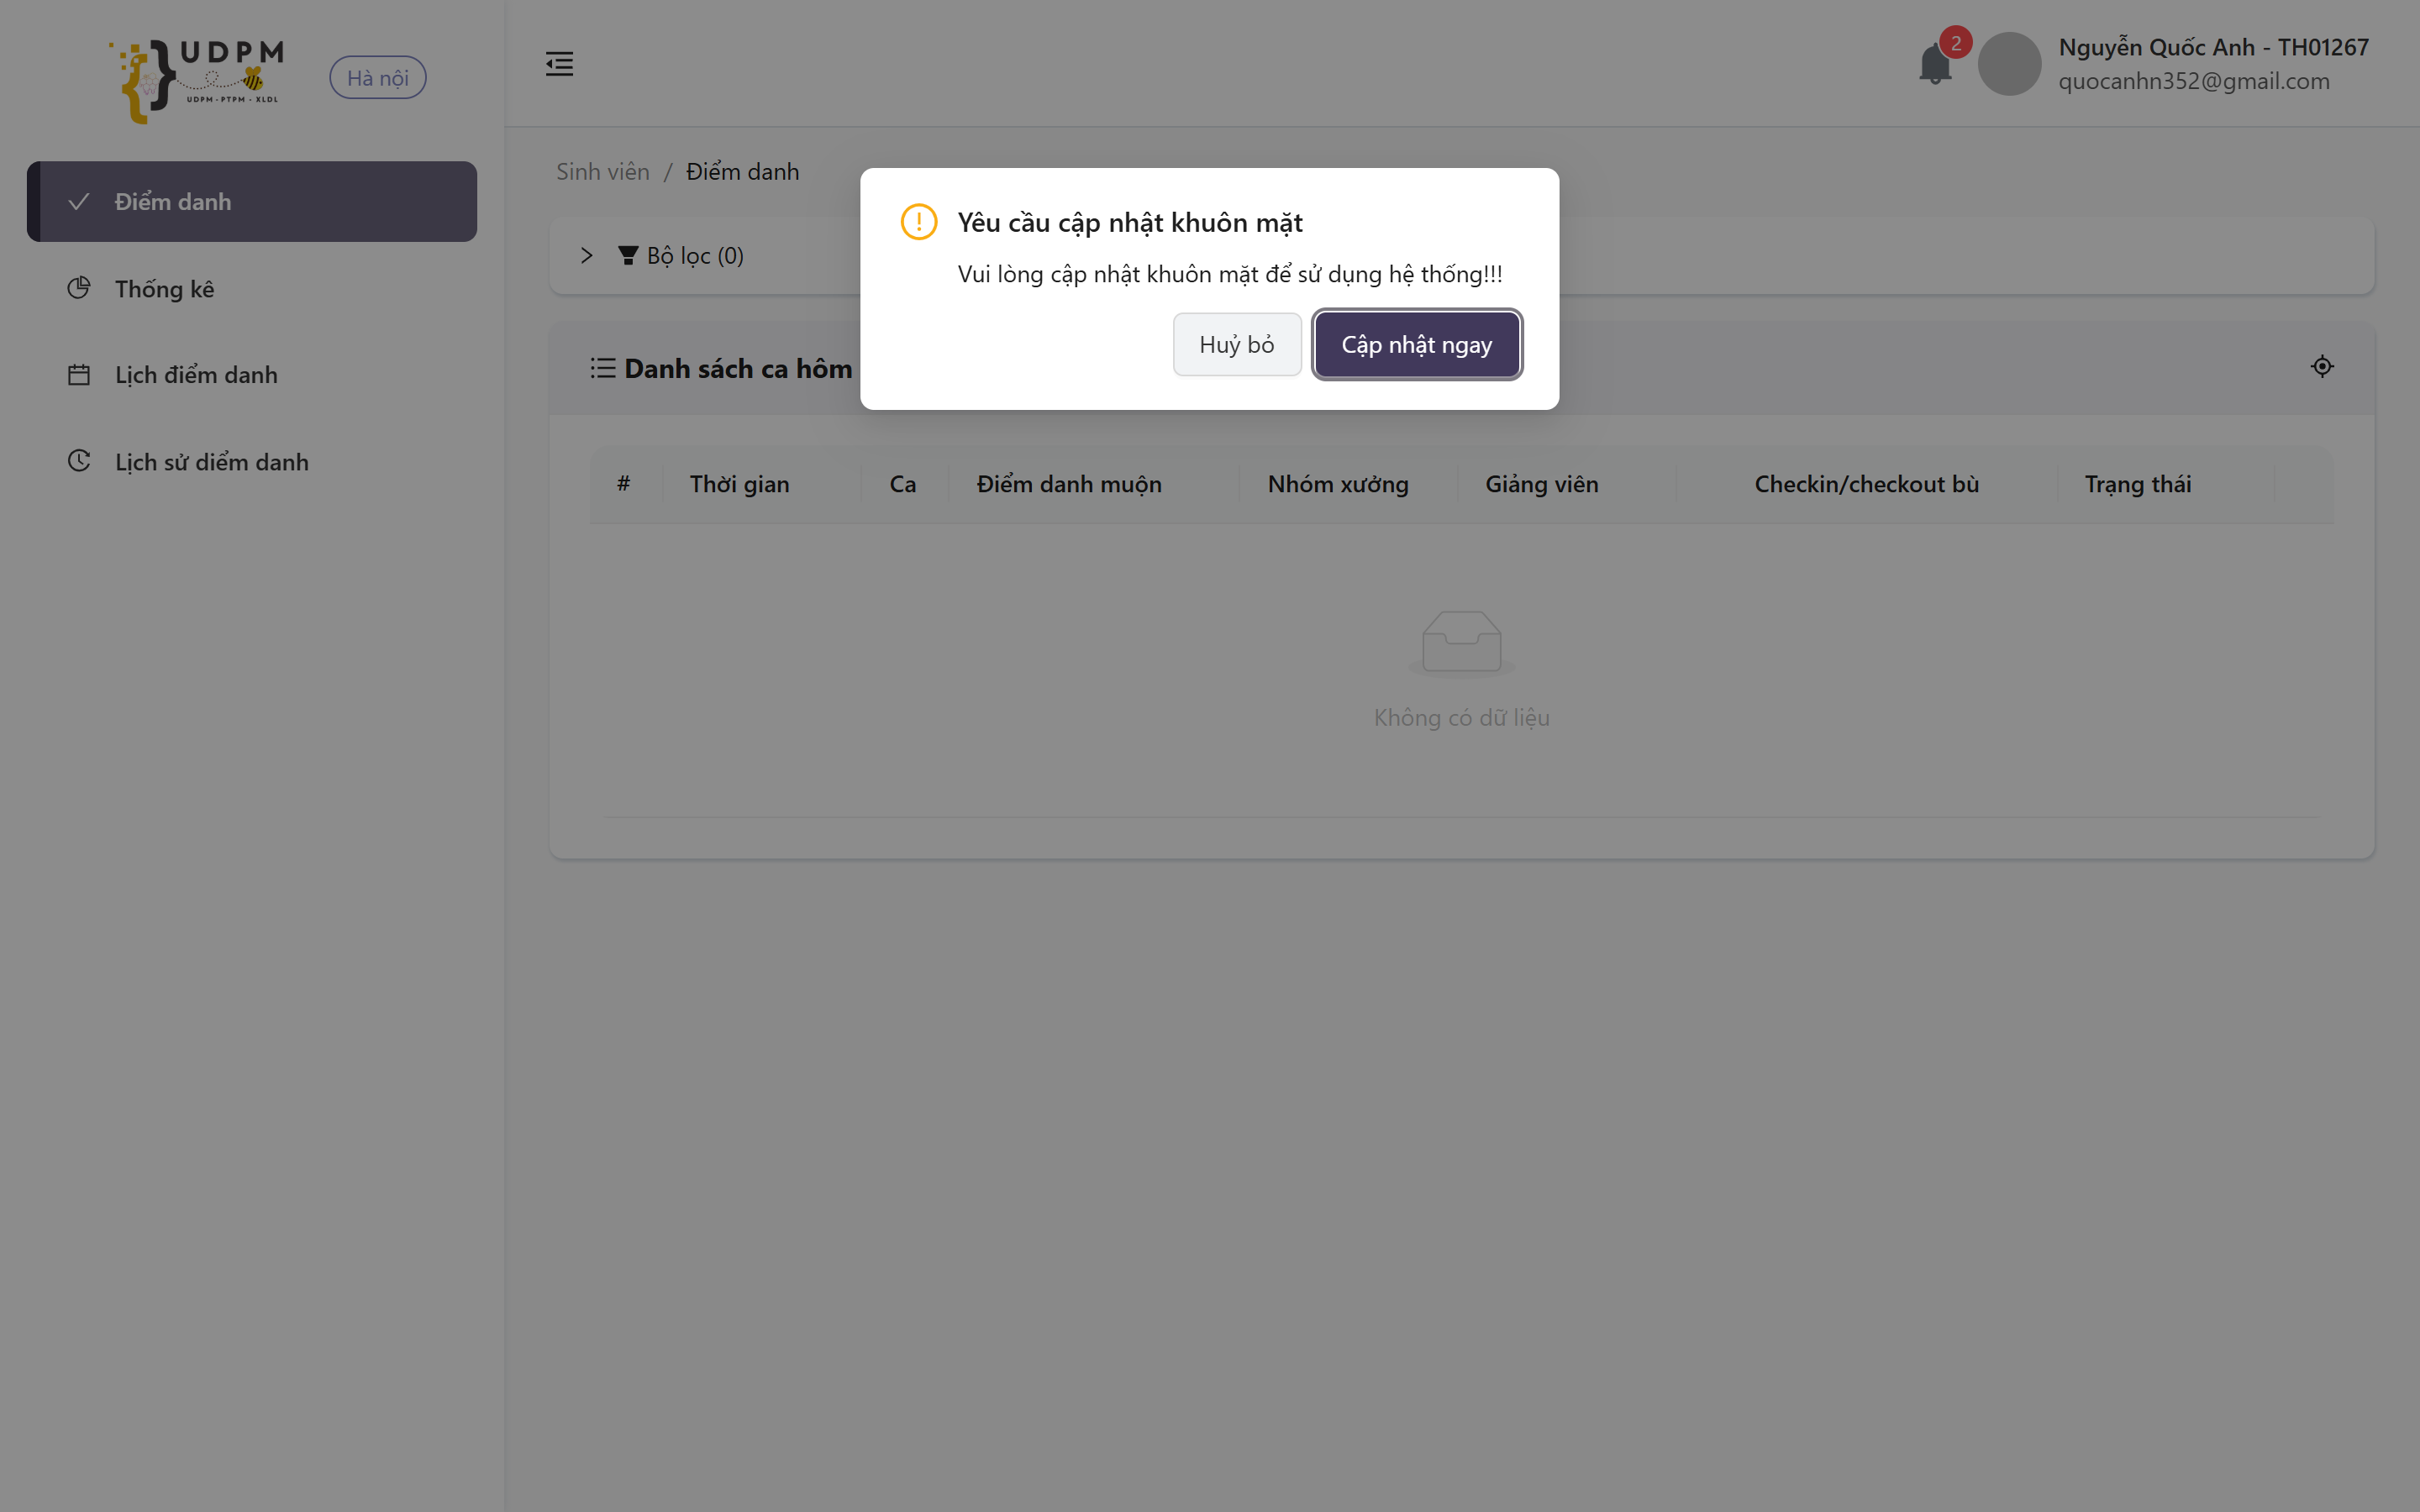 UDPM
UDPM - PTPM - XLDL
Hà nội
Điểm danh
Thống kê
Lịch điểm danh
Lịch sử điểm danh
2
Nguyễn Quốc Anh - TH01267
quocanhn352@gmail.com
Sinh viên / Điểm danh
Bộ lọc (0)
Yêu cầu cập nhật khuôn mặt
Vui lòng cập nhật khuôn mặt để sử dụng hệ thống!!!
Huỷ bỏ Cập nhật ngay
Danh sách ca hôm
# Thời gian Ca Điểm danh muộn Nhóm xưởng Giảng viên Checkin/checkout bù Trạng thái
Không có dữ liệu